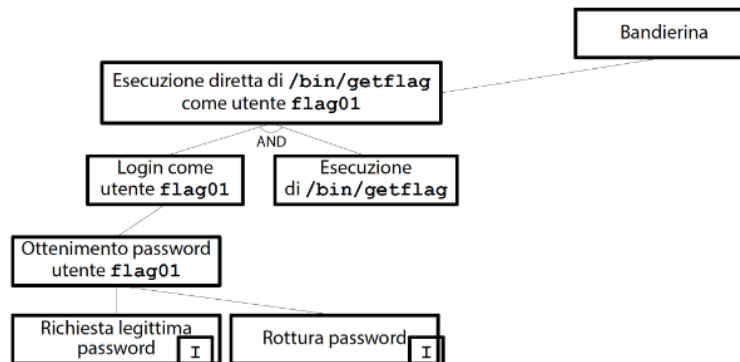 Bandierina
Esecuzione diretta di /bin/getflag
come utente flag01
AND
Login come
utente flag01
Esecuzione
di /bin/getflag
Ottenimento password
utente flag01
Richiesta legittima
password
I
Rottura password
I